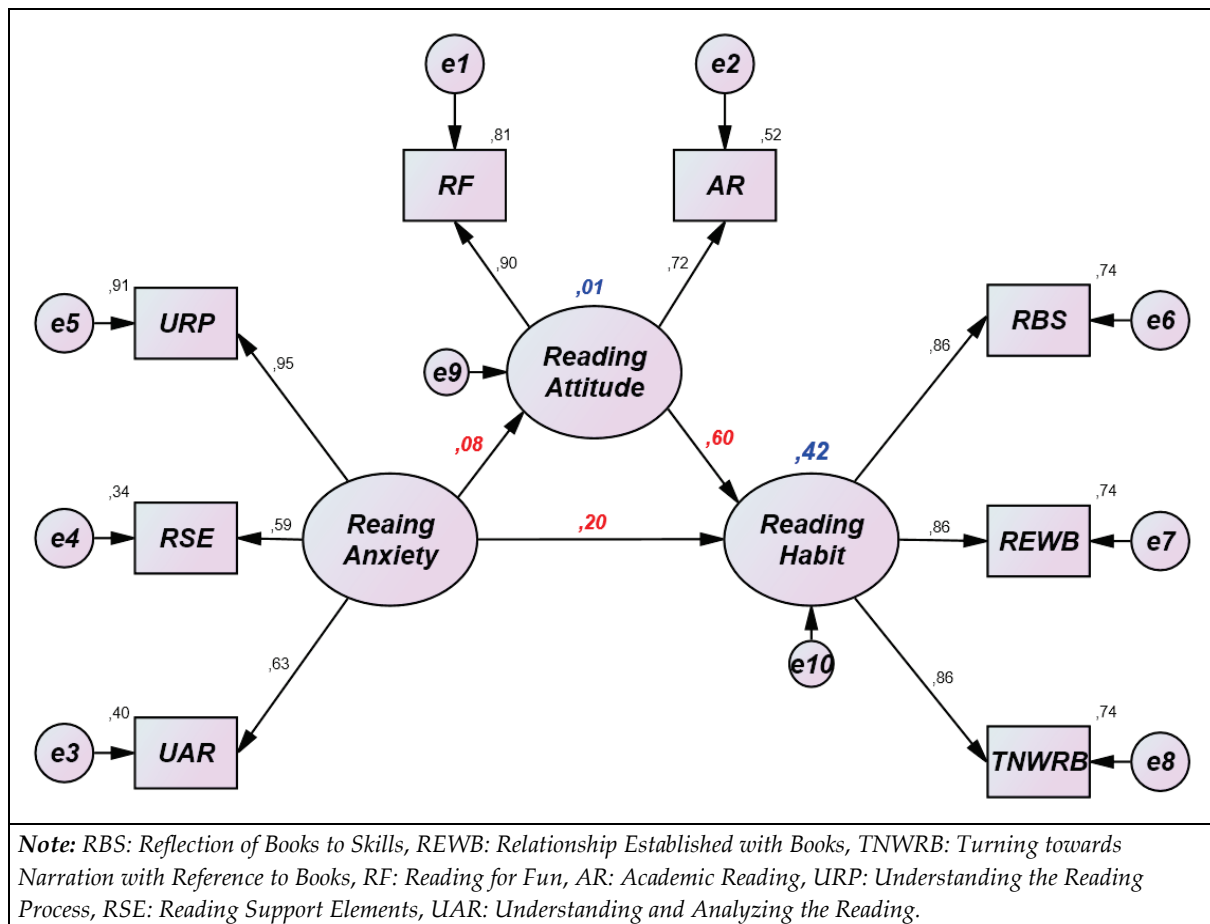 e1
e2
,81
,52
RF
AR
,90
,72
,01
,91
,74
e5
URP
RBS
e6
Reading
Attitude
e9
,95
,86
,08
,60
,42
,34
,74
e4
RSE
,59
Reaing
Anxiety
,20
Reading
Habit
,86
REWB
e7
,63
e10
,86
,40
,74
e3
UAR
TNWRB
e8
Note: RBS: Reflection of Books to Skills, REWB: Relationship Established with Books, TNWRB: Turning towards
Narration with Reference to Books, RF: Reading for Fun, AR: Academic Reading, URP: Understanding the Reading
Process, RSE: Reading Support Elements, UAR: Understanding and Analyzing the Reading.